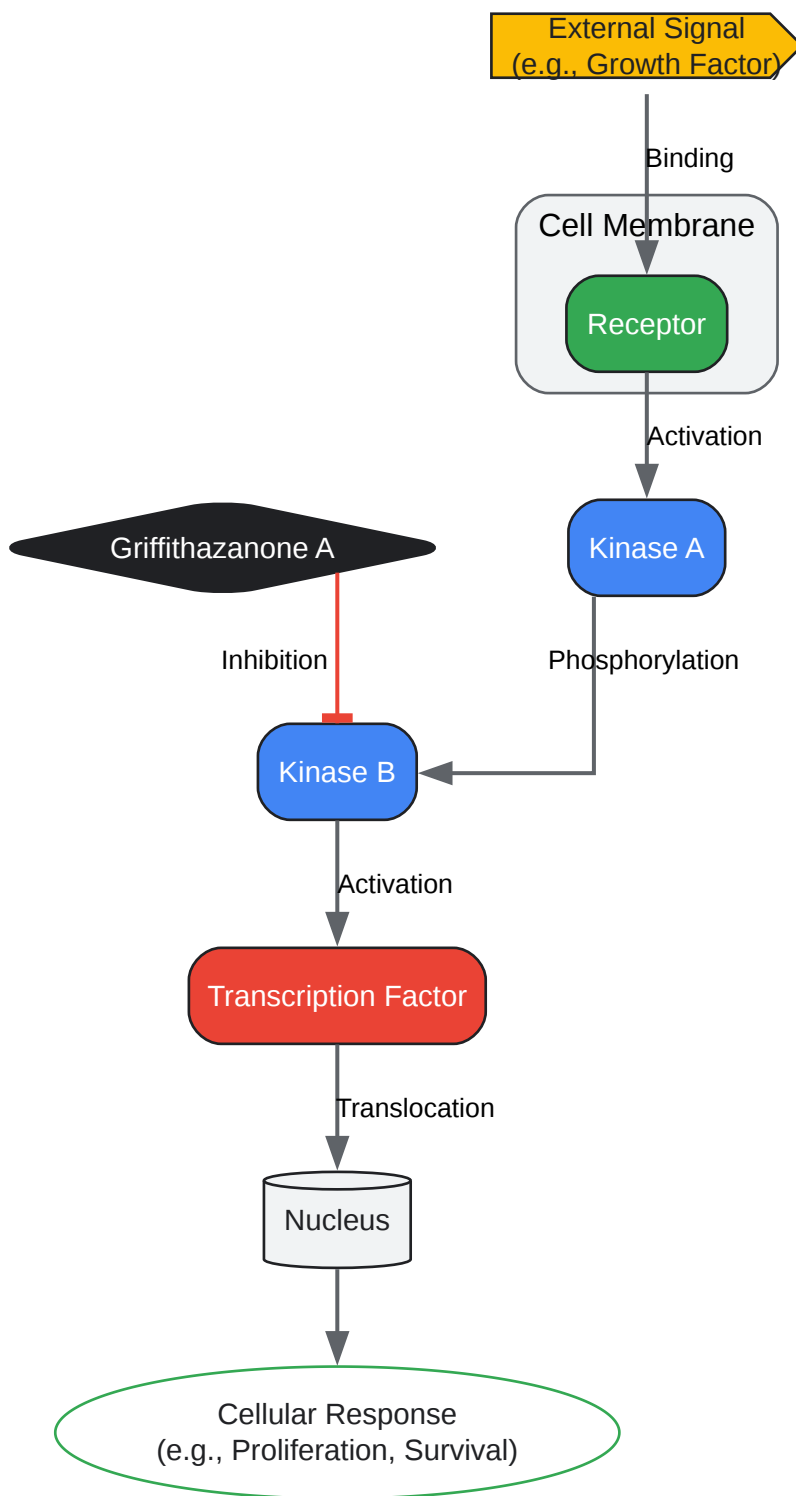 External Signal
(e.g., Growth Factor)
Binding
Cell Membrane
Receptor
Activation
Griffithazanone A
Kinase A
Inhibition
Phosphorylation
Kinase B
Activation
Transcription Factor
Translocation
Nucleus
Cellular Response
(e.g., Proliferation, Survival)